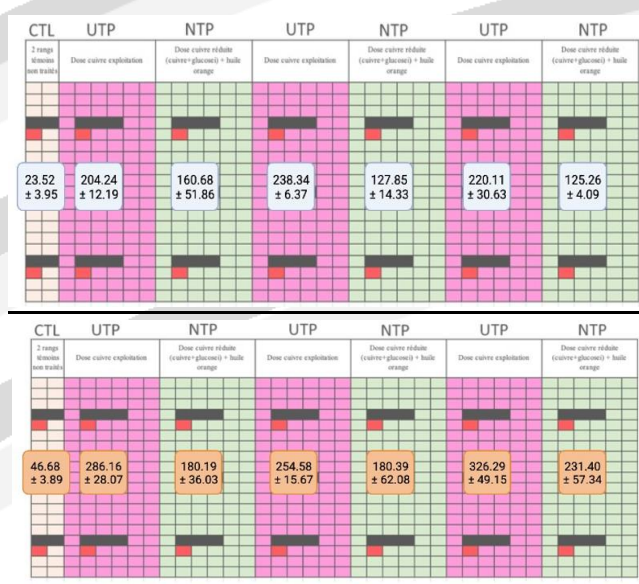 CTL UTP NTP UTP NTP UTP NTP
2 rangs
témoins
non traités
Dose cuivre exploitation
Dose cuivre réduite
(cuivre+glucosei) + huile
orange
Dose cuivre exploitation
Dose cuivre réduite
(cuivre+glucosei) + huile
orange
Dose cuivre exploitation
Dose cuivre réduite
(cuivre+glucosei) + huile
orange
23.52
± 3.95
204.24
± 12.19
160.68
± 51.86
238.34
± 6.37
127.85
± 14.33
220.11
± 30.63
125.26
± 4.09
CTL UTP NTP UTP NTP UTP NTP
2 rangs
témoins
non traités
Dose cuivre exploitation
Dose cuivre réduite
(cuivre+glucosei) + huile
orange
Dose cuivre exploitation
Dose cuivre réduite
(cuivre+glucosei) + huile
orange
Dose cuivre exploitation
Dose cuivre réduite
(cuivre+glucosei) + huile
orange
46.68
± 3.89
286.16
± 28.07
180.19
± 36.03
254.58
± 15.67
180.39
± 62.08
326.29
± 49.15
231.40
± 57.34